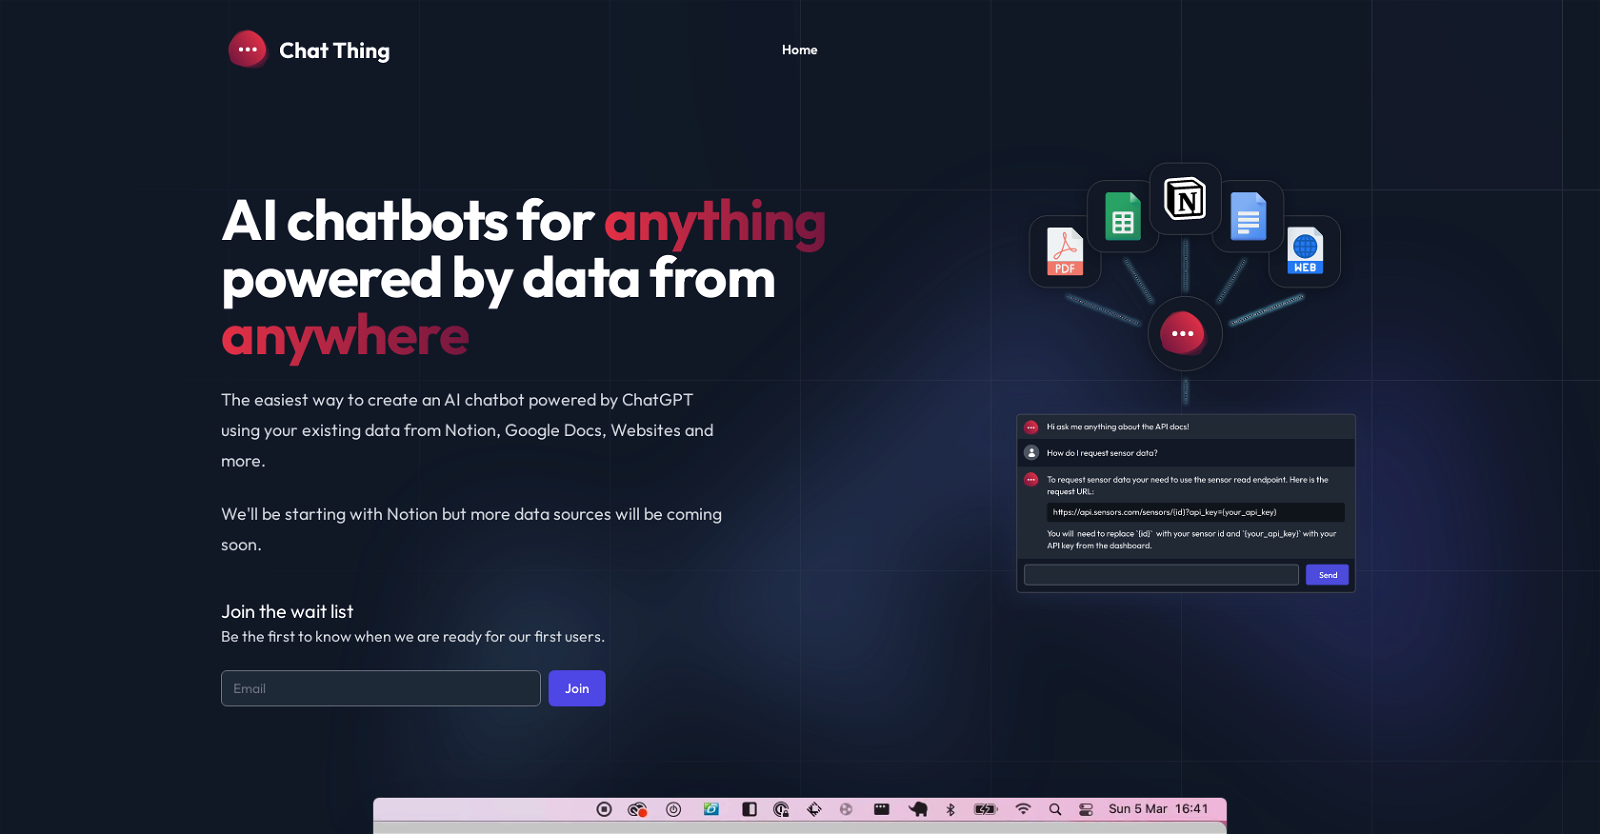 Chat Thing
Home
AI chatbots for anything
powered by data from
anywhere
The easiest way to create an AI chatbot powered by ChatGPT
using your existing data from Notion, Google Docs, Websites and
more.
We'll be starting with Notion but more data sources will be coming
soon.
Join the wait list
Be the first to know when we are ready for our first users.
Email
Join
PDF
N
WEB
Hi ask me anything about the API docs!
How do I request sensor data?
To request sensor data your need to use the sensor read endpoint. Here is the
request URL:
https://api.sensors.com/sensors/{id}?api_key={your_api_key}
You will need to replace `{id}` with your sensor id and `{your_api_key}` with your
API key from the dashboard.
Send
Sun 5 Mar 16:41